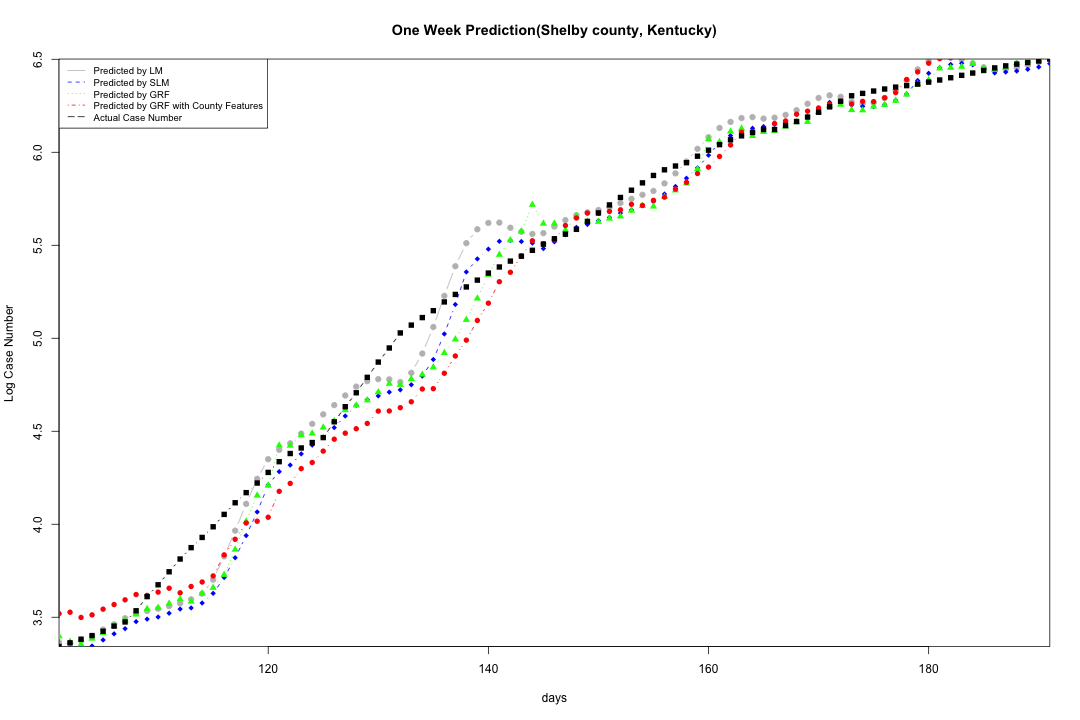 One Week Prediction(Shelby county, Kentucky)
Predicted by LM
Predicted by SLM
Predicted by GRF
Predicted by GRF with County Features
Actual Case Number
6.5
6.0
5.5
5.0
4.5
4.0
3.5
Log Case Number
120 140 160 180
days